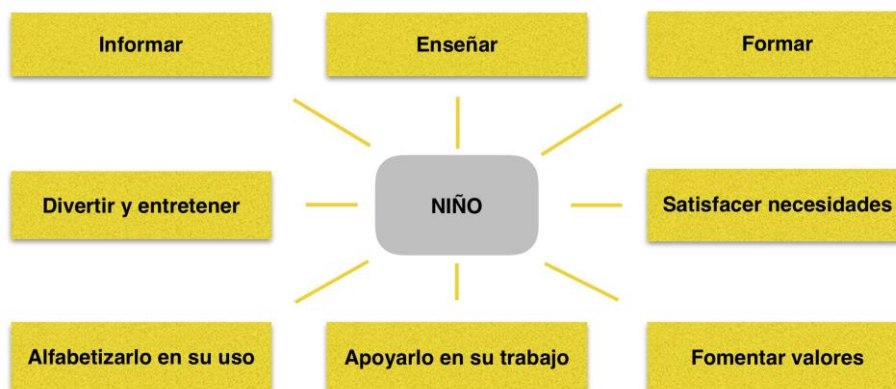 Informar
Enseñar
Formar
Divertir y entretener
NIÑO
Satisfacer necesidades
Alfabetizarlo en su uso
Apoyarlo en su trabajo
Fomentar valores